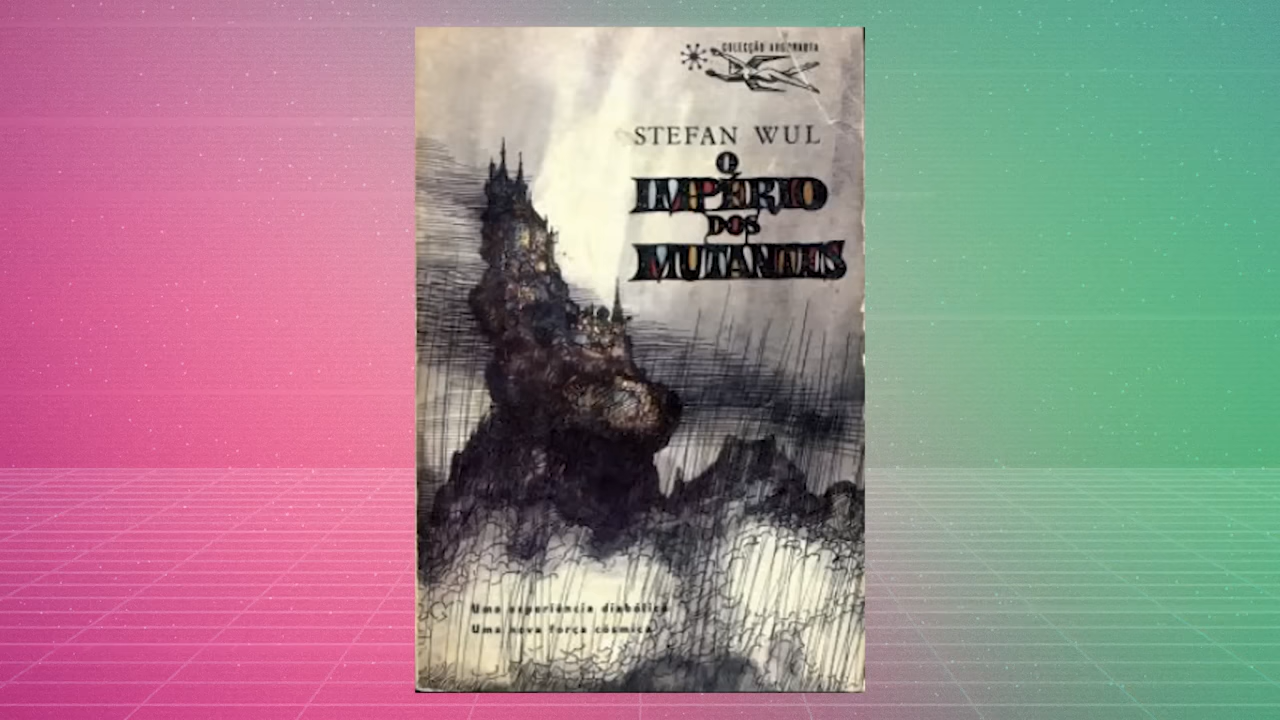 COLECÇÃO ARGONAUTA
STEFAN WUL
O
IMPÉRIO
DOS
MUTANTES
Uma experiência diabólica
Uma nova força cósmica